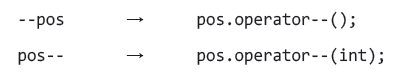 --pos → pos.operator--();
pos-- → pos.operator--(int);